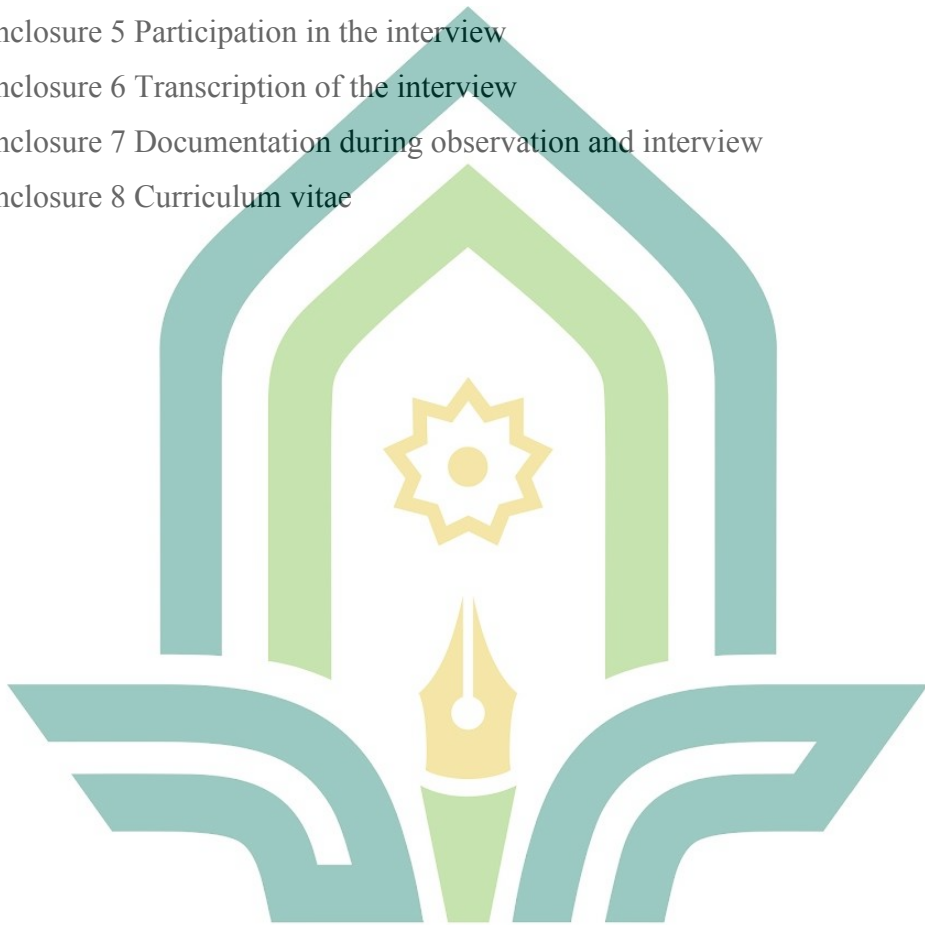 nclosure 5 Participation in the interview
nclosure 6 Transcription of the interview
nclosure 7 Documentation during observation and interview
nclosure 8 Curriculum vitae